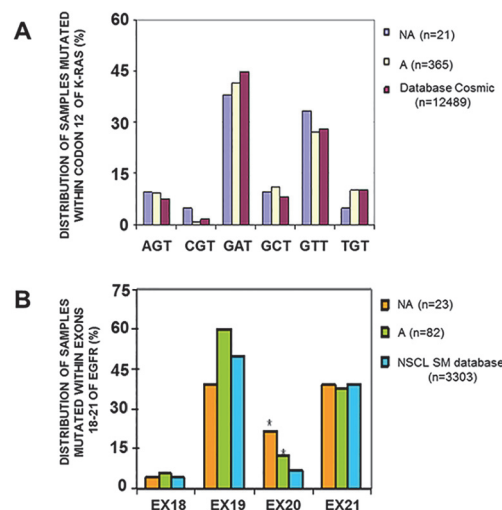 A
DISTRIBUTION OF SAMPLES MUTATED
WITHIN CODON 12 OF K-RAS (%)
60
45
30
15
0
AGT CGT GAT GCT GTT TGT
NA (n=21)
A (n=365)
Database Cosmic
(n=12489)
B
DISTRIBUTION OF SAMPLES
MUTATED WITHIN EXONS
18-21 OF EGFR (%)
75
60
45
30
15
0
* *
EX18 EX19 EX20 EX21
NA (n=23)
A (n=82)
NSCL SM database
(n=3303)